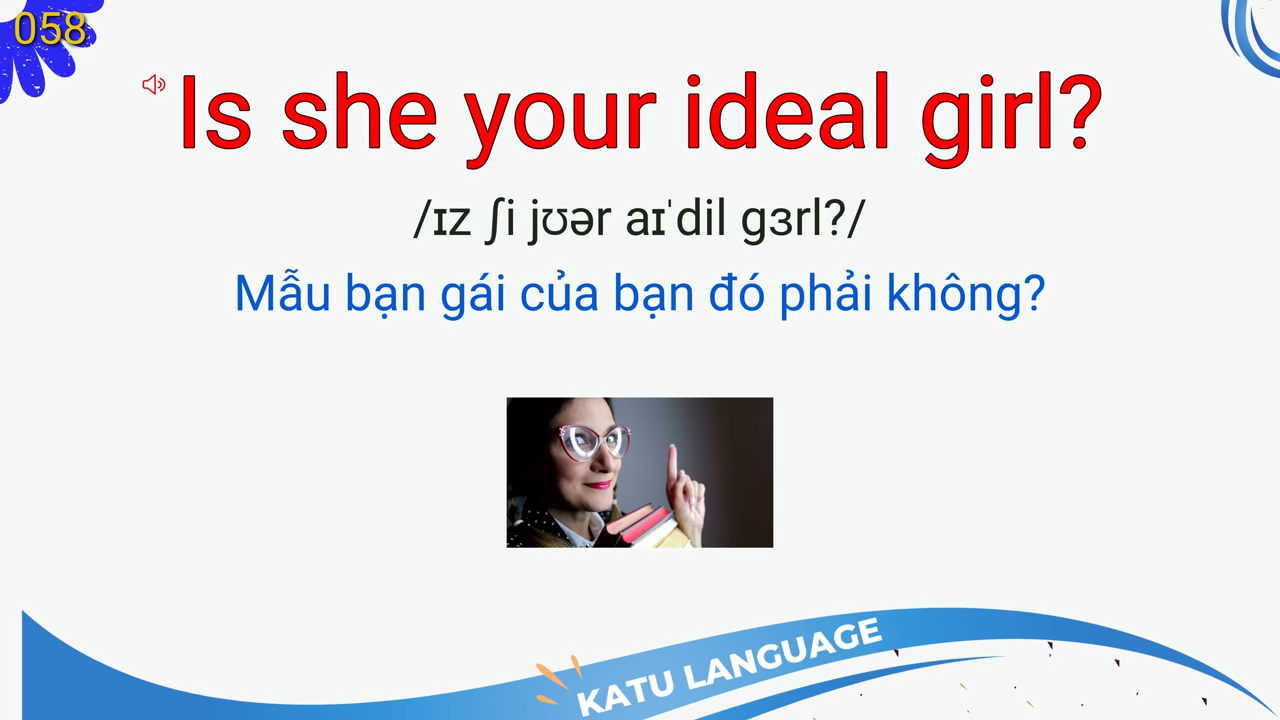 058
Is she your ideal girl?
/ɪz ʃi jʊər aɪˈdil gɜrl?/
Mẫu bạn gái của bạn đó phải không?
KATU LANGUAGE